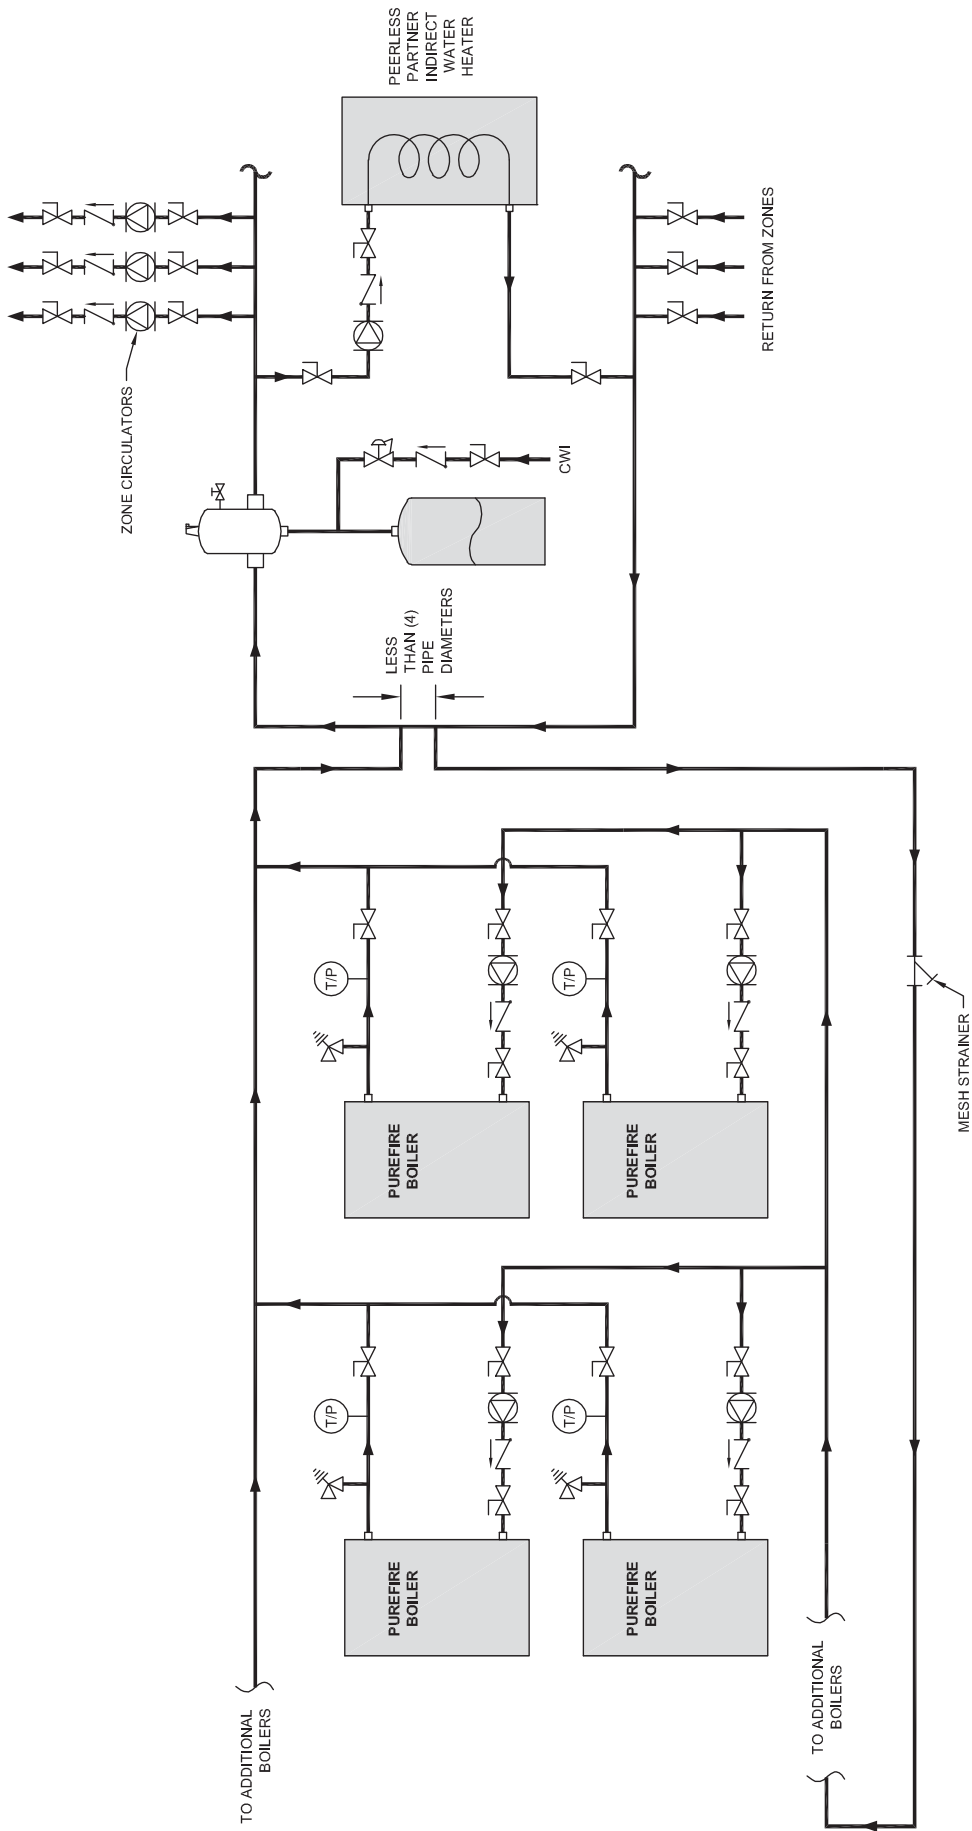 PEERLESS
PARTNER
INDIRECT
WATER
HEATER
ZONE CIRCULATORS
RETURN FROM ZONES
CWI
LESS
THAN (4)
PIPE
DIAMETERS
T/P
T/P
PUREFIRE
BOILER
PUREFIRE
BOILER
MESH STRAINER
T/P
T/P
PUREFIRE
BOILER
PUREFIRE
BOILER
TO ADDITIONAL
BOILERS
TO ADDITIONAL
BOILERS